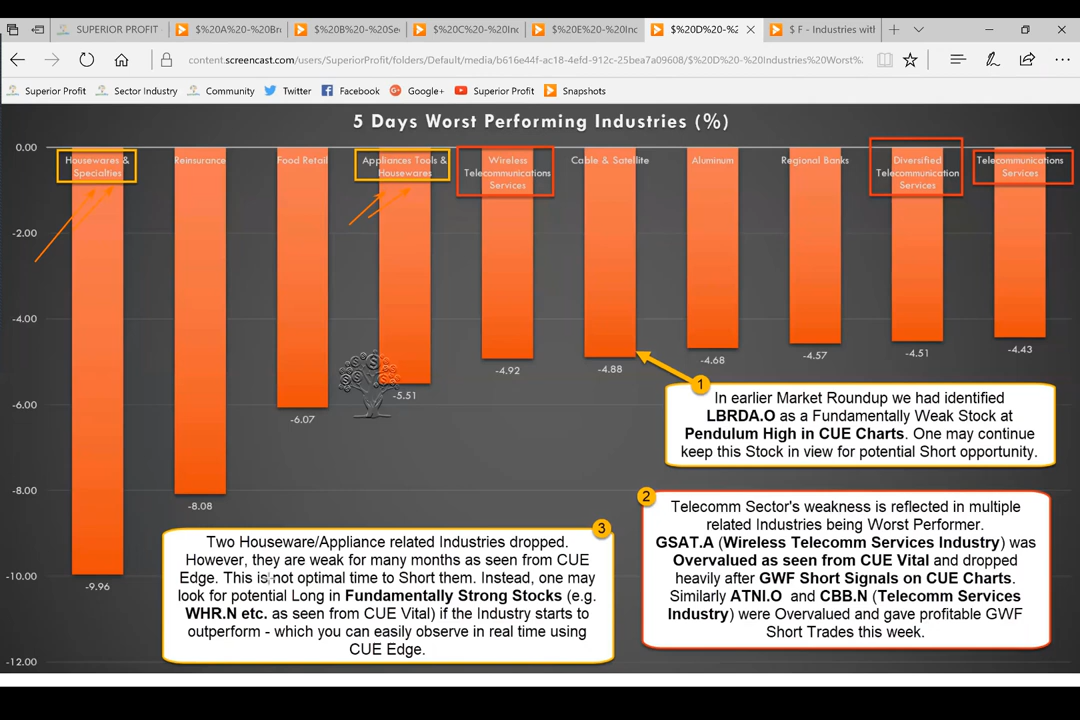 SUPERIOR PROFIT
$%20A%20-%20Bro
$%20B%20-%20Se
$%20C%20-%20Inc
$%20E%20-%20Inc
$%20D%20-%2
$ F - Industries with
content.screencast.com/users/SuperiorProfit/folders/Default/media/b616e44f-ac18-4efd-912c-25bea7a09608/$%20D%20-%20Industries%20Worst%
Superior Profit
Sector Industry
Community
Twitter
Facebook
Google+
Superior Profit
Snapshots
5 Days Worst Performing Industries (%)
0.00
-2.00
-4.00
-6.00
-8.00
-10.00
-12.00
Housewares &
Specialties
Reinsurance
Food Retail
Appliances Tools &
Housewares
Wireless
Telecommunications
Services
Cable & Satellite
Aluminum
Regional Banks
Diversified
Telecommunication
Services
Telecommunications
Services
-9.96
-8.08
-6.07
-5.51
-4.92
-4.88
-4.68
-4.57
-4.51
-4.43
1
In earlier Market Roundup we had identified
LBRDA.O as a Fundamentally Weak Stock at
Pendulum High in CUE Charts. One may continue
keep this Stock in view for potential Short opportunity.
2
Telecomm Sector's weakness is reflected in multiple
related Industries being Worst Performer.
GSAT.A (Wireless Telecomm Services Industry) was
Overvalued as seen from CUE Vital and dropped
heavily after GWF Short Signals on CUE Charts.
Similarly ATNI.O and CBB.N (Telecomm Services
Industry) were Overvalued and gave profitable GWF
Short Trades this week.
3
Two Houseware/Appliance related Industries dropped.
However, they are weak for many months as seen from CUE
Edge. This is not optimal time to Short them. Instead, one may
look for potential Long in Fundamentally Strong Stocks (e.g.
WHR.N etc. as seen from CUE Vital) if the Industry starts to
outperform - which you can easily observe in real time using
CUE Edge.